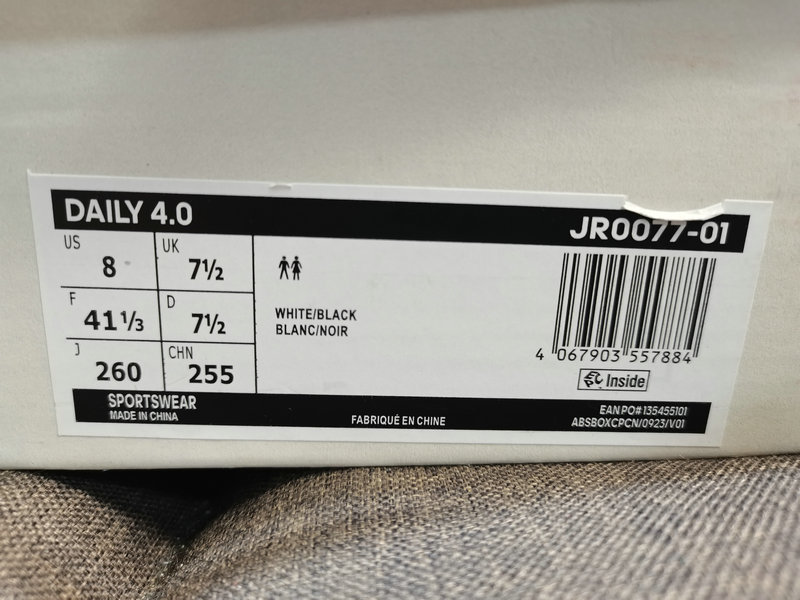 DAILY 4.0
JR0077-01
US 8
UK 7½
F 41⅓
D 7½
J 260
CHN 255
WHITE/BLACK
BLANC/NOIR
4 067903 557884
Inside
SPORTSWEAR
MADE IN CHINA
FABRIQUÉ EN CHINE
EAN PO# 135455101
ABSBOXCPCN/0923/V01